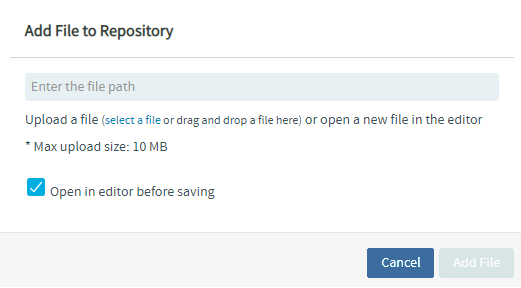 Add File to Repository
Enter the file path
Upload a file (select a file or drag and drop a file here) or open a new file in the editor
* Max upload size: 10 MB
Open in editor before saving
Cancel Add File